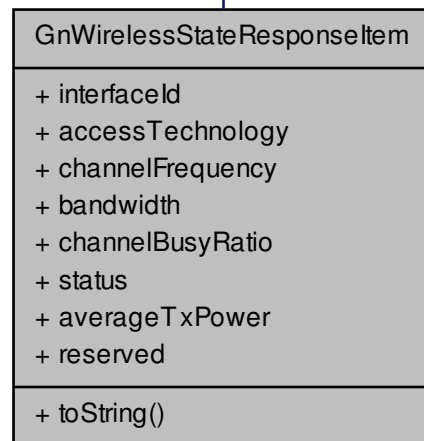 GnWirelessStateResponseItem
+ interfaceId
+ accessTechnology
+ channelFrequency
+ bandwidth
+ channelBusyRatio
+ status
+ averageTxPower
+ reserved
+ toString()